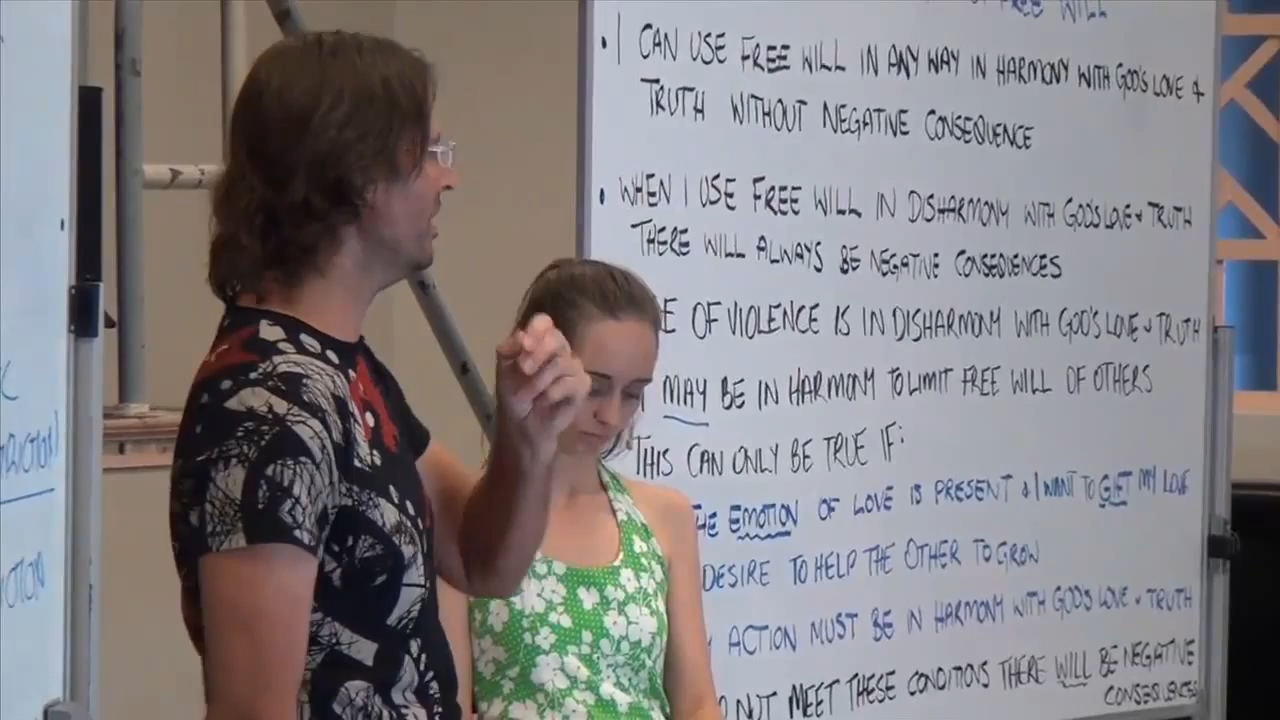 FREE WILL
• I CAN USE FREE WILL IN ANY WAY IN HARMONY WITH GOD'S LOVE &
TRUTH WITHOUT NEGATIVE CONSEQUENCE
• WHEN I USE FREE WILL IN DISHARMONY WITH GOD'S LOVE & TRUTH
THERE WILL ALWAYS BE NEGATIVE CONSEQUENCES
OF VIOLENCE IS IN DISHARMONY WITH GOD'S LOVE & TRUTH
MAY BE IN HARMONY TO LIMIT FREE WILL OF OTHERS
THIS CAN ONLY BE TRUE IF:
EMOTION OF LOVE IS PRESENT & I WANT TO GIFT MY LOVE
DESIRE TO HELP THE OTHER TO GROW
ACTION MUST BE IN HARMONY WITH GOD'S LOVE & TRUTH
NOT MEET THESE CONDITIONS THERE WILL BE NEGATIVE
CONSEQUENCES